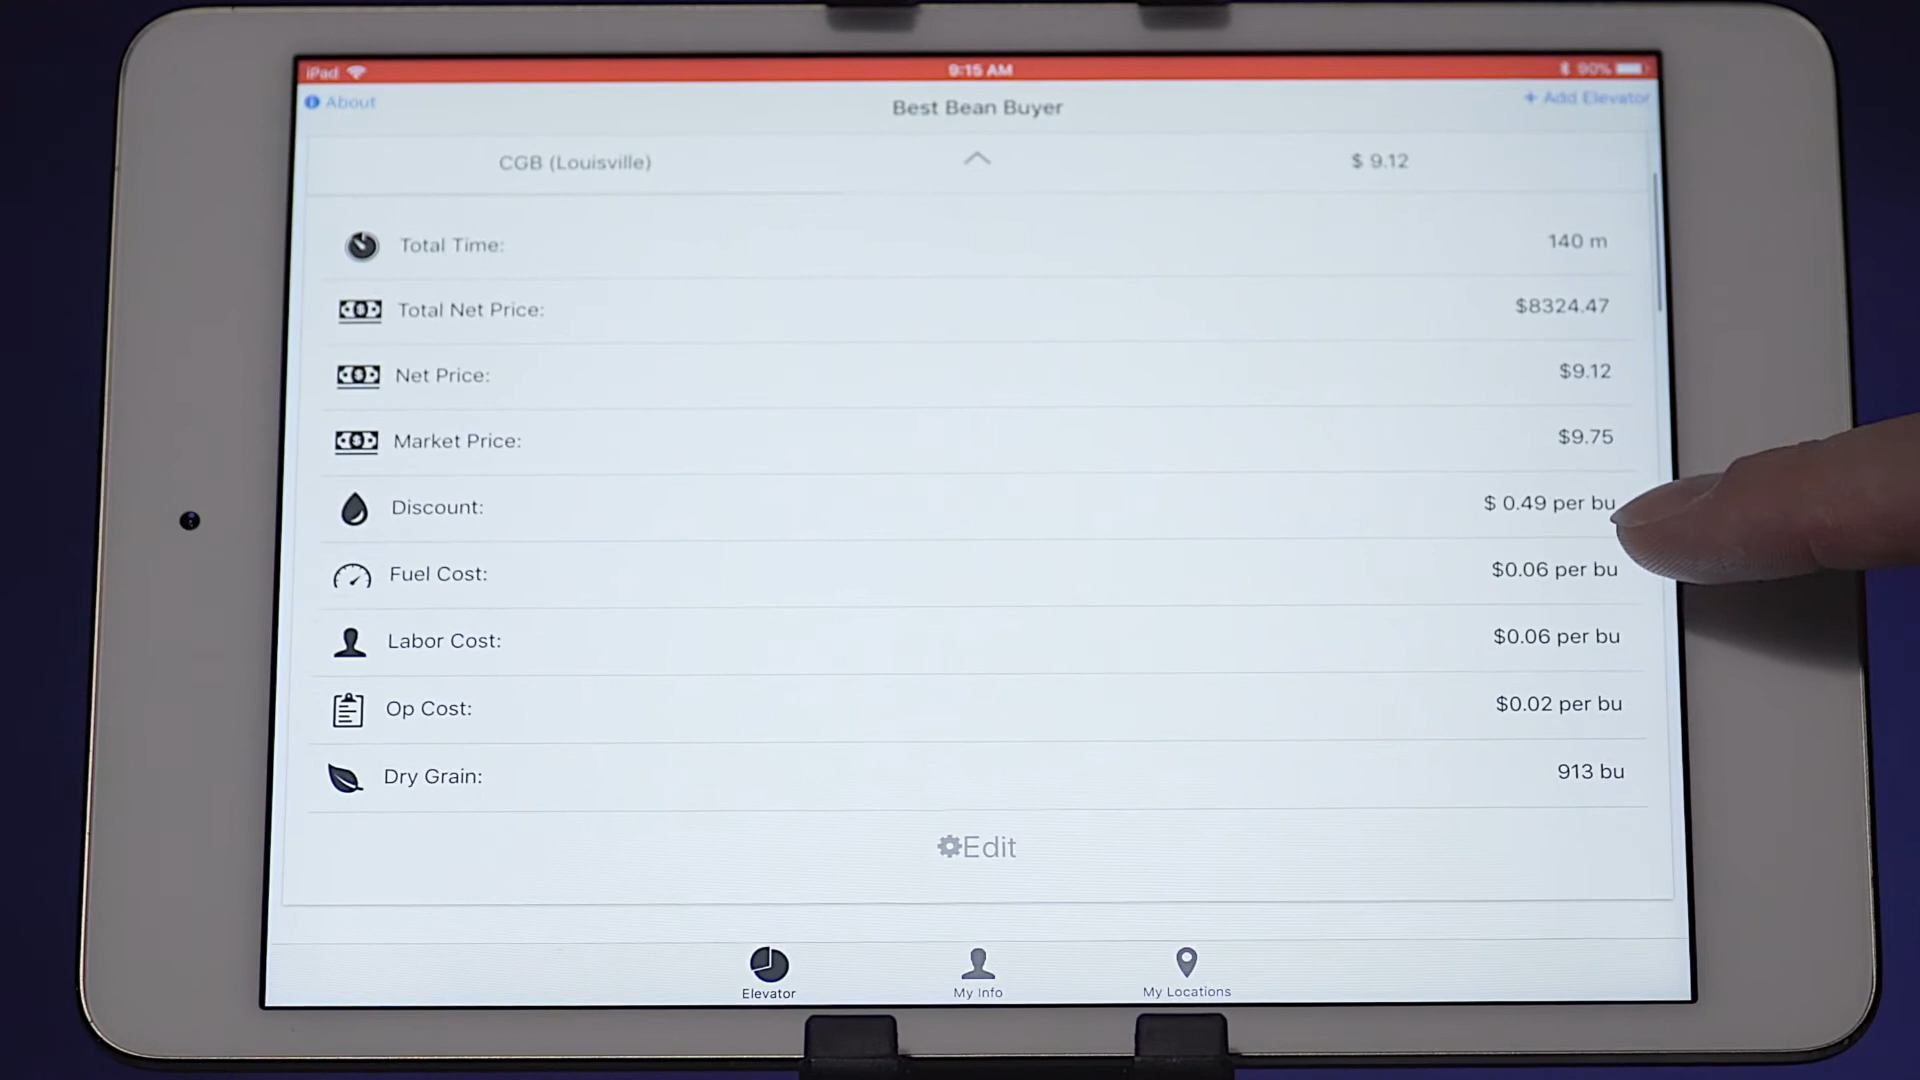 iPad 9:15 AM 90%
About Best Bean Buyer + Add Elevator
CGB (Louisville) $ 9.12
Total Time: 140 m
Total Net Price: $8324.47
Net Price: $9.12
Market Price: $9.75
Discount: $ 0.49 per bu
Fuel Cost: $0.06 per bu
Labor Cost: $0.06 per bu
Op Cost: $0.02 per bu
Dry Grain: 913 bu
Edit
Elevator My Info My Locations